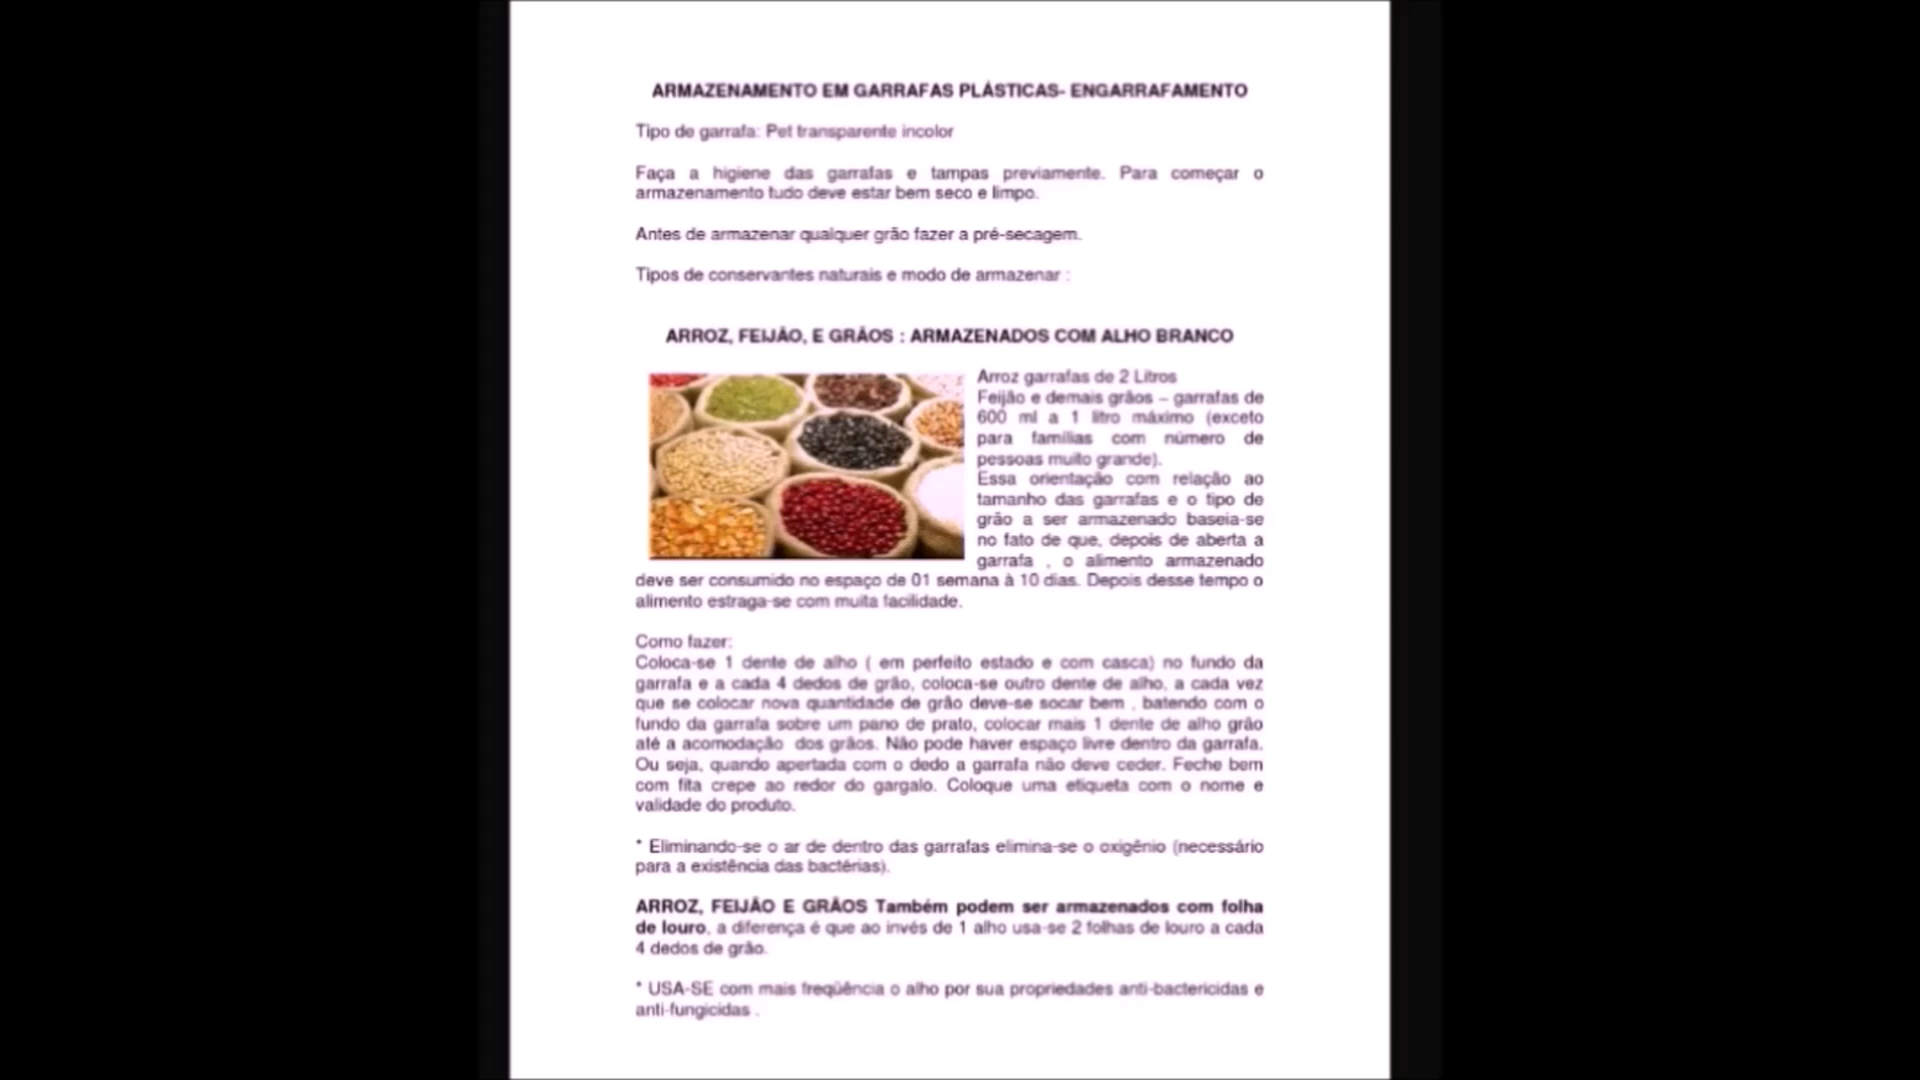 ARMAZENAMENTO EM GARRAFAS PLÁSTICAS- ENGARRAFAMENTO
Tipo de garrafa: Pet transparente incolor
Faça a higiene das garrafas e tampas previamente. Para começar o
armazenamento tudo deve estar bem seco e limpo.
Antes de armazenar qualquer grão fazer a pré-secagem.
Tipos de conservantes naturais e modo de armazenar :
ARROZ, FEIJÃO, E GRÃOS : ARMAZENADOS COM ALHO BRANCO
Arroz garrafas de 2 Litros
Feijão e demais grãos – garrafas de
600 ml a 1 litro máximo (exceto
para famílias com número de
pessoas muito grande).
Essa orientação com relação ao
tamanho das garrafas e o tipo de
grão a ser armazenado baseia-se
no fato de que, depois de aberta a
garrafa , o alimento armazenado
deve ser consumido no espaço de 01 semana à 10 dias. Depois desse tempo o
alimento estraga-se com muita facilidade.
Como fazer:
Coloca-se 1 dente de alho ( em perfeito estado e com casca) no fundo da
garrafa e a cada 4 dedos de grão, coloca-se outro dente de alho, a cada vez
que se colocar nova quantidade de grão deve-se socar bem , batendo com o
fundo da garrafa sobre um pano de prato, colocar mais 1 dente de alho grão
até a acomodação dos grãos. Não pode haver espaço livre dentro da garrafa.
Ou seja, quando apertada com o dedo a garrafa não deve ceder. Feche bem
com fita crepe ao redor do gargalo. Coloque uma etiqueta com o nome e
validade do produto.
* Eliminando-se o ar de dentro das garrafas elimina-se o oxigênio (necessário
para a existência das bactérias).
ARROZ, FEIJÃO E GRÃOS Também podem ser armazenados com folha
de louro, a diferença é que ao invés de 1 alho usa-se 2 folhas de louro a cada
4 dedos de grão.
* USA-SE com mais freqüência o alho por sua propriedades anti-bactericidas e
anti-fungicidas .